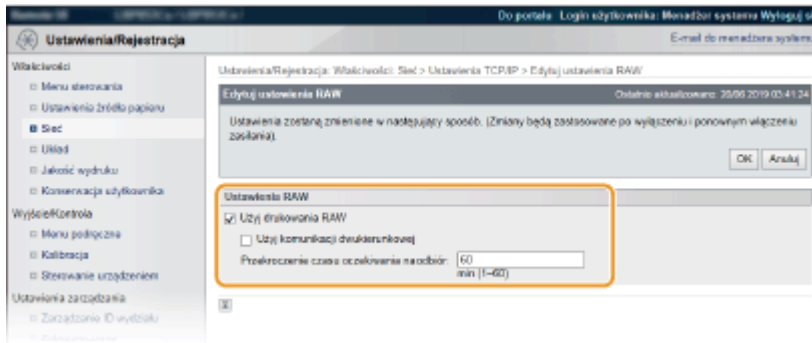 Do portalu Login użytkownika: Menadżer systemu Wyloguj s
Ustawienia/Rejestracja
E-mail do menadżera system
Właściwości
Menu sterowania
Ustawienia źródła papieru
Sieć
Układ
Jakość wydruku
Konserwacja użytkownika
Wyjście/Kontrola
Menu podręczne
Kalibracja
Sterowanie urządzeniem
Ustawienia zarządzania
Zarządzanie ID wydziału
Ustawienia/Rejestracja: Właściwości: Sieć > Ustawienia TCP/IP > Edytuj ustawienia RAW
Edytuj ustawienia RAW
Ostatnio aktualizowano: 26/06 2019 03:41:24
Ustawienia zostaną zmienione w następujący sposób. (Zmiany będą zastosowane po wyłączeniu i ponownym włączeniu
zasilania).
OK Anuluj
Ustawienia RAW
Użyj drukowania RAW
Użyj komunikacji dwukierunkowej
Przekroczenie czasu oczekiwania na odbiór: 60
min (1–60)